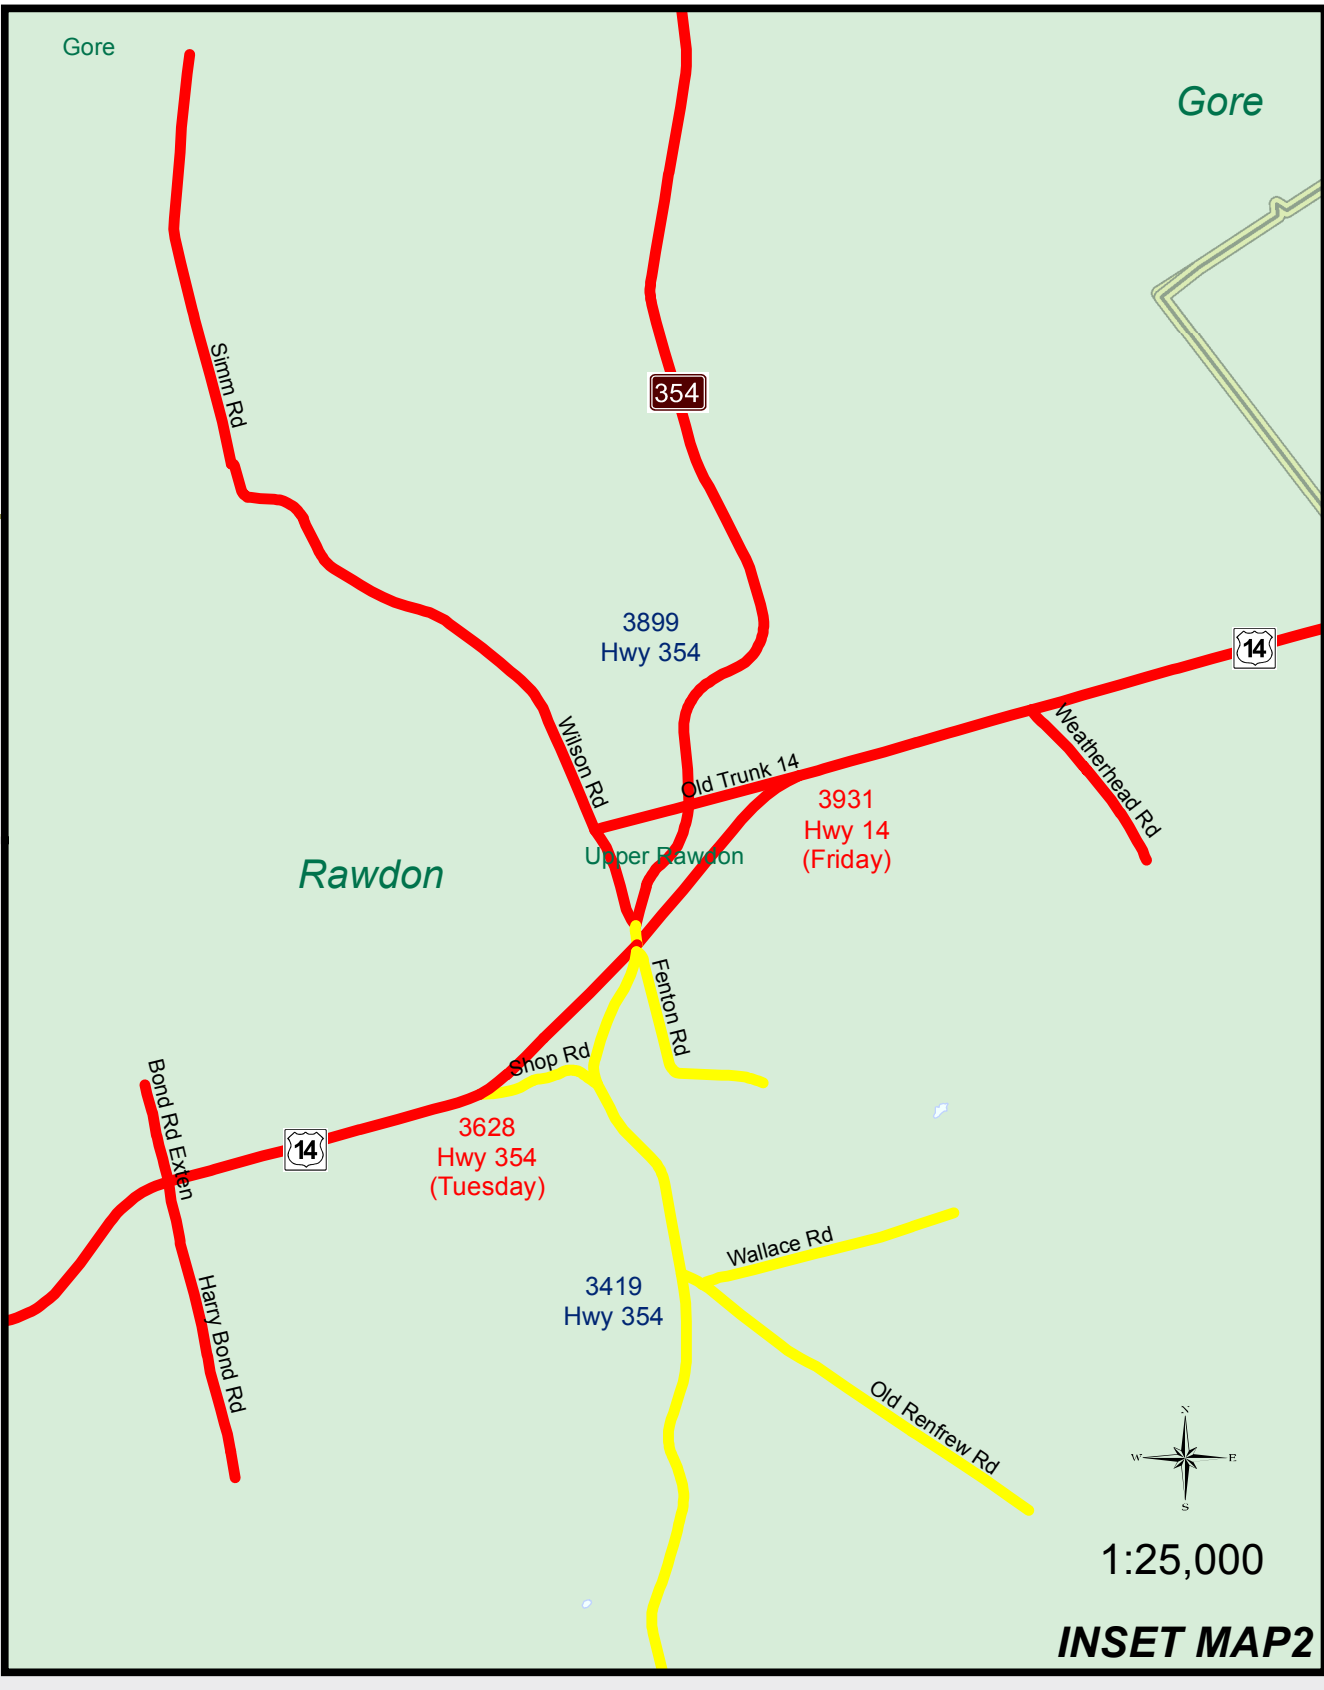 Gore
Gore
Simm Rd
354
3899
Hwy 354
14
Wilson Rd
Old Trunk 14
Weatherhead Rd
3931
Hwy 14
(Friday)
Upper Rawdon
Rawdon
Fenton Rd
Shop Rd
Bond Rd Exten
14
3628
Hwy 354
(Tuesday)
Wallace Rd
3419
Hwy 354
Harry Bond Rd
Old Renfrew Rd
N
W
E
S
1:25,000
INSET MAP2